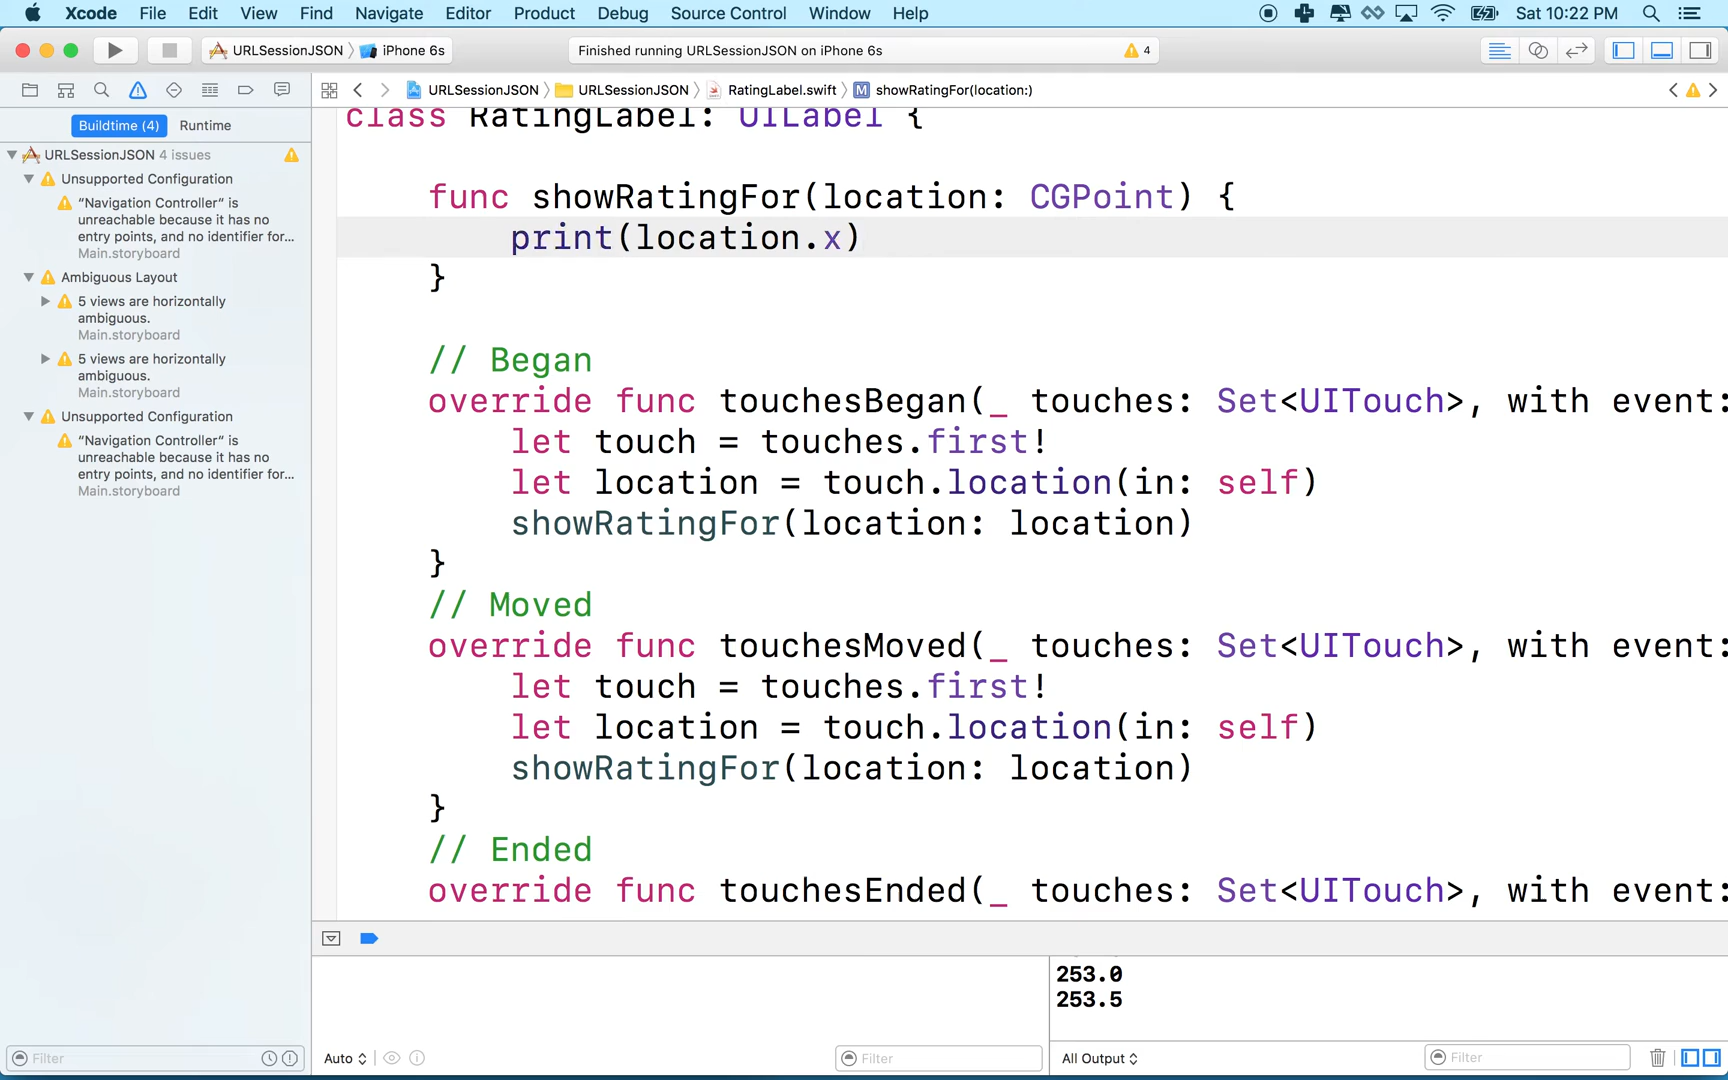 Xcode File Edit View Find Navigate Editor Product Debug Source Control Window Help Sat 10:22 PM
URLSessionJSON iPhone 6s Finished running URLSessionJSON on iPhone 6s 4
URLSessionJSON URLSessionJSON RatingLabel.swift M showRatingFor(location:)
Buildtime (4) Runtime
URLSessionJSON 4 issues
Unsupported Configuration
“Navigation Controller“ is
unreachable because it has no
entry points, and no identifier for...
Main.storyboard
Ambiguous Layout
5 views are horizontally
ambiguous.
Main.storyboard
5 views are horizontally
ambiguous.
Main.storyboard
Unsupported Configuration
“Navigation Controller“ is
unreachable because it has no
entry points, and no identifier for...
Main.storyboard
Filter
class RatingLabel: UILabel {
func showRatingFor(location: CGPoint) {
print(location.x)
}
// Began
override func touchesBegan(_ touches: Set<UITouch>, with event:
let touch = touches.first!
let location = touch.location(in: self)
showRatingFor(location: location)
}
// Moved
override func touchesMoved(_ touches: Set<UITouch>, with event:
let touch = touches.first!
let location = touch.location(in: self)
showRatingFor(location: location)
}
// Ended
override func touchesEnded(_ touches: Set<UITouch>, with event:
253.0
253.5
Auto Filter All Output Filter